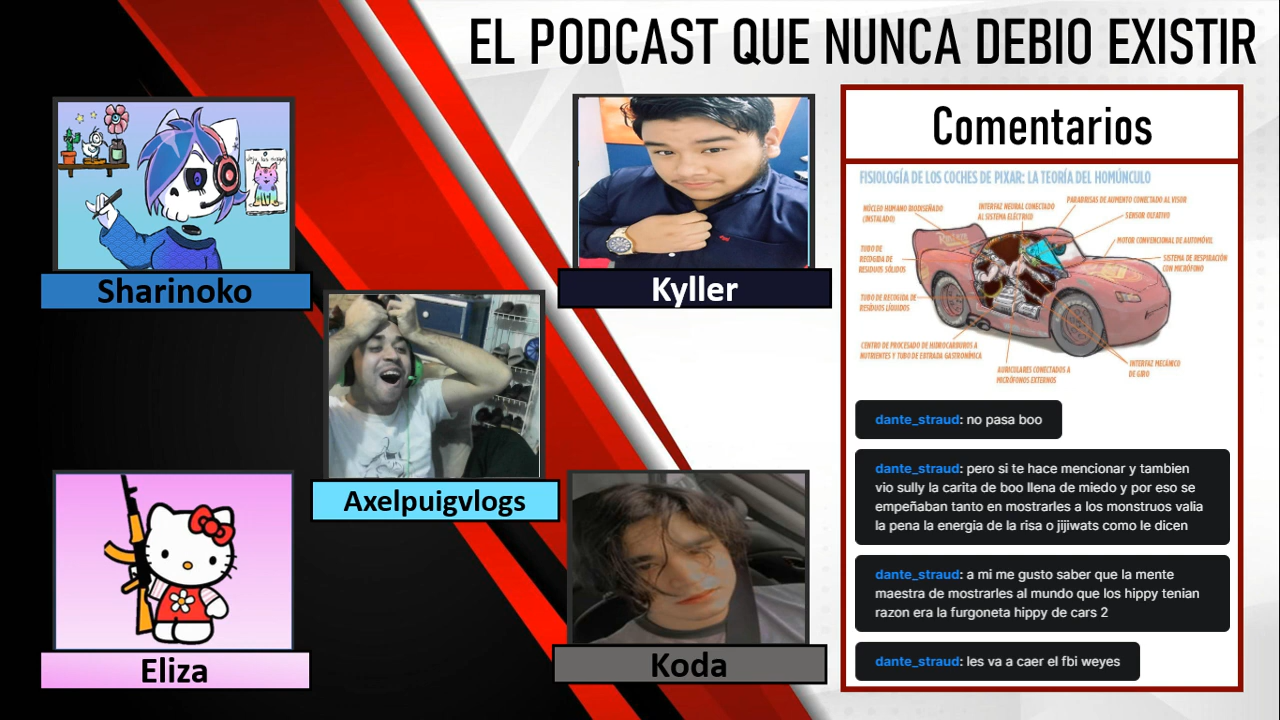 EL PODCAST QUE NUNCA DEBIO EXISTIR
Sharinoko
Kyller
Axelpuigvlogs
Eliza
Koda
Comentarios
FISIOLOGÍA DE LOS COCHES DE PIXAR: LA TEORÍA DEL HOMÚNCULO
NÚCLEO HUMANO BIODISEÑADO
(INSTALADO)
INTERFAZ NEURAL CONECTADO
AL SISTEMA ELÉCTRICO
PARABRISAS DE AUMENTO CONECTADO AL VISOR
SENSOR OLFATIVO
MOTOR CONVENCIONAL DE AUTOMÓVIL
SISTEMA DE RESPIRACIÓN
CON MICRÓFONO
TUBO DE
RECOGIDA DE
RESIDUOS SÓLIDOS
TUBO DE RECOGIDA DE
RESIDUOS LÍQUIDOS
CENTRO DE PROCESADO DE HIDROCARBUROS A
NUTRIENTES Y TUBO DE ENTRADA GASTRONÓMICA
AURICULARES CONECTADOS A
MICRÓFONOS EXTERNOS
INTERFAZ MECÁNICO
DE GIRO
dante_straud: no pasa boo
dante_straud: pero si te hace mencionar y tambien
vio sully la carita de boo llena de miedo y por eso se
empeñaban tanto en mostrarles a los monstruos valia
la pena la energia de la risa o jijiwats como le dicen
dante_straud: a mi me gusto saber que la mente
maestra de mostrarles al mundo que los hippy tenian
razon era la furgoneta hippy de cars 2
dante_straud: les va a caer el fbi weyes